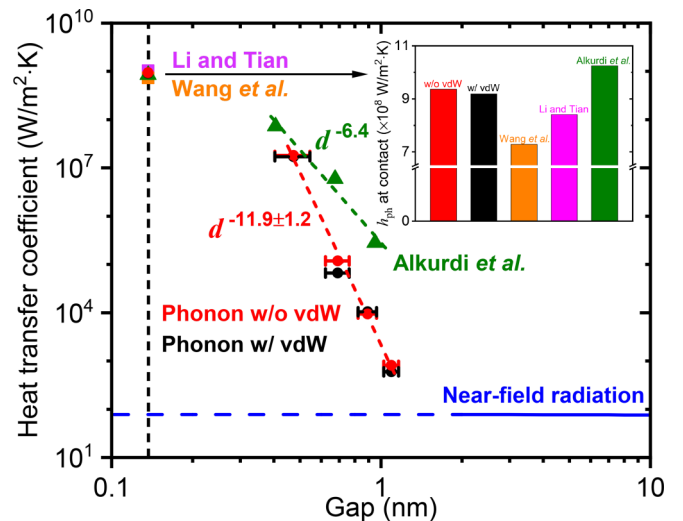 Heat transfer coefficient (W/m²·K)
10¹⁰
10⁷
10⁴
10¹
Li and Tian
Wang et al.
d⁻⁶·⁴
d⁻¹¹·⁹±¹·²
Alkurdi et al.
Phonon w/o vdW
Phonon w/ vdW
Near-field radiation
0.1
1
10
Gap (nm)
hₚₕ at contact (×10⁸ W/m²·K)
11
9
7
0
w/o vdW
w/ vdW
Wang et al.
Li and Tian
Alkurdi et al.